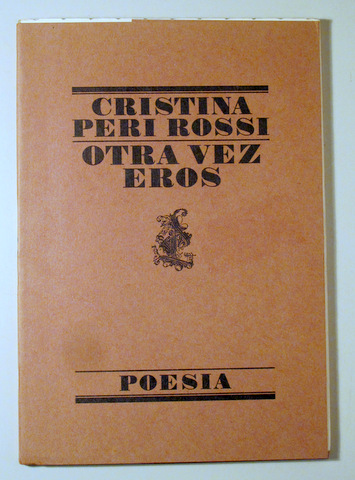 CRISTINA
PERI ROSSI
OTRA VEZ
EROS
POESIA